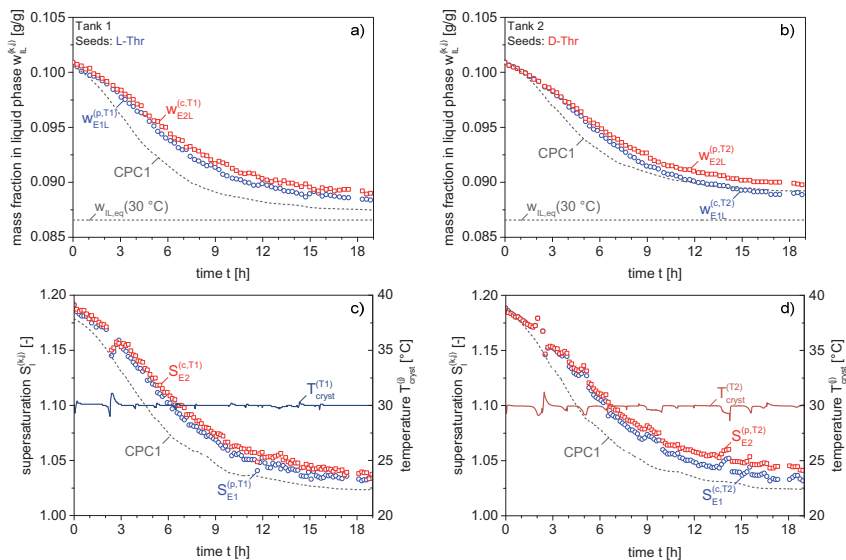 Tank 1
Seeds: L-Thr
a)
w_E1L^(p,T1)
w_E2L^(c,T1)
CPC1
w_IL,eq(30 °C)
mass fraction in liquid phase w_IL^(k,j) [g/g]
0.105
0.100
0.095
0.090
0.085
0 3 6 9 12 15 18
time t [h]
Tank 2
Seeds: D-Thr
b)
CPC1
w_E2L^(p,T2)
w_E1L^(c,T2)
w_IL,eq(30 °C)
mass fraction in liquid phase w_IL^(k,j) [g/g]
0.105
0.100
0.095
0.090
0.085
0 3 6 9 12 15 18
time t [h]
c)
S_E2^(c,T1)
T_cryst^(T1)
CPC1
S_E1^(p,T1)
supersaturation S_i^(k,j) [-]
1.20
1.15
1.10
1.05
1.00
temperature T_cryst^(j) [°C]
40
35
30
25
20
0 3 6 9 12 15 18
time t [h]
d)
T_cryst^(T2)
S_E2^(p,T2)
CPC1
S_E1^(c,T2)
supersaturation S_i^(k,j) [-]
1.20
1.15
1.10
1.05
1.00
temperature T_cryst^(j) [°C]
40
35
30
25
20
0 3 6 9 12 15 18
time t [h]